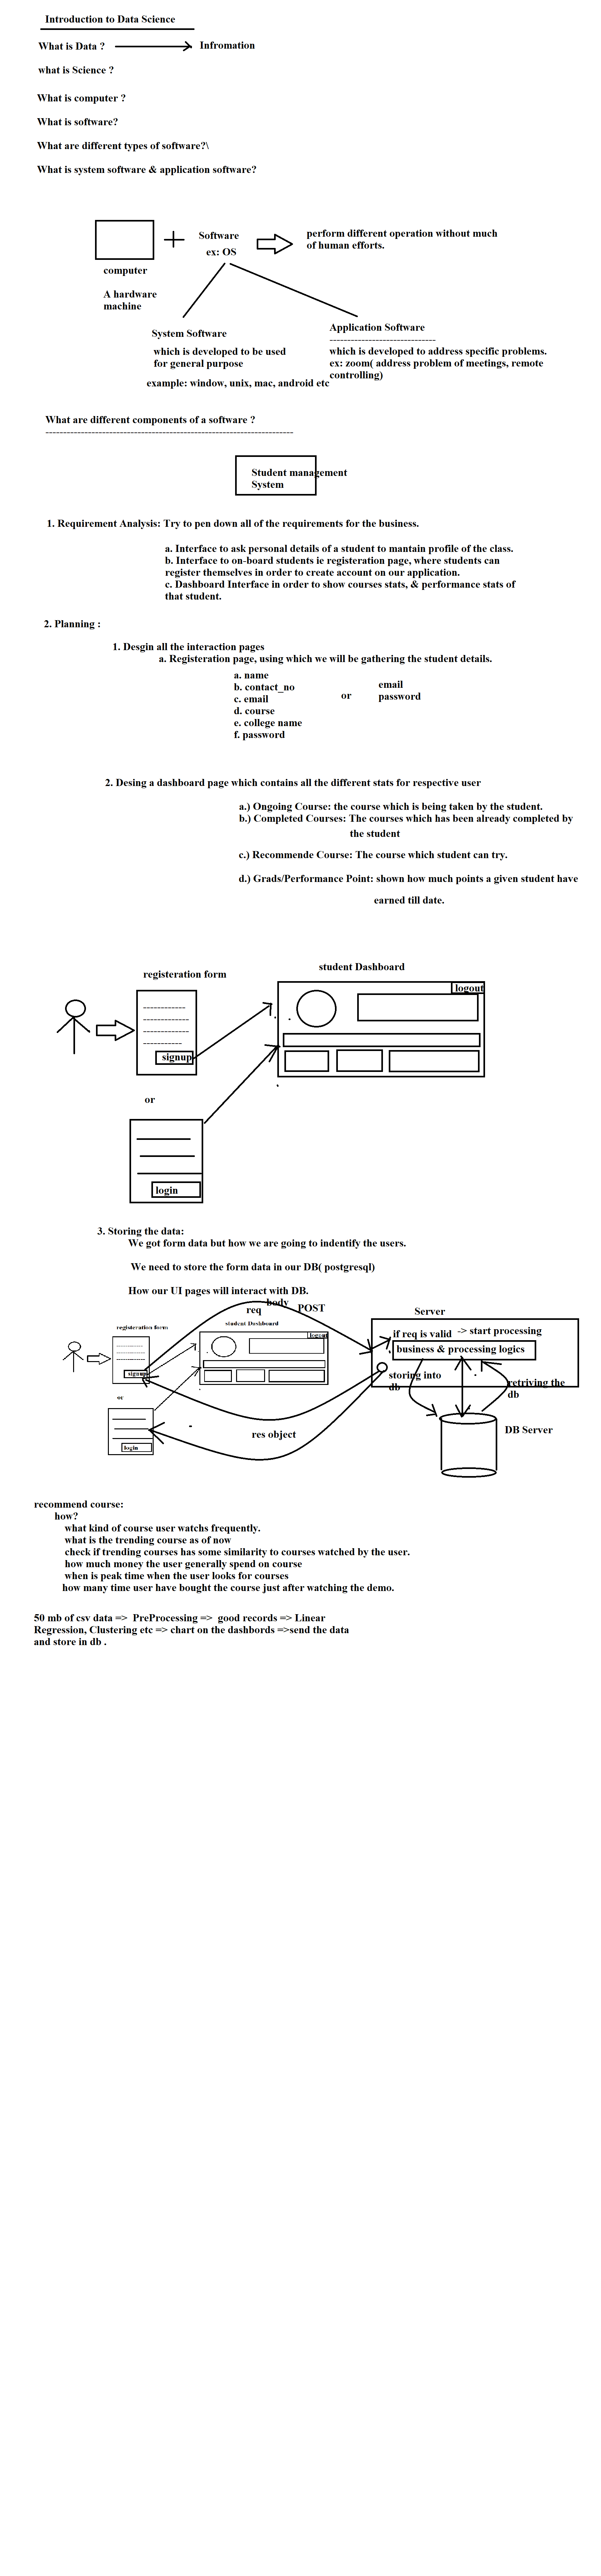 Introduction to Data Science
What is Data ? Infromation
what is Science ?
What is computer ?
What is software?
What are different types of software?\
What is system software & application software?
Software
ex: OS
perform different operation without much
of human efforts.
computer
A hardware
machine
System Software
which is developed to be used
for general purpose
example: window, unix, mac, android etc
Application Software
------------------------------
which is developed to address specific problems.
ex: zoom( address problem of meetings, remote
controlling)
What are different components of a software ?
----------------------------------------------------------------------
Student management
System
1. Requirement Analysis: Try to pen down all of the requirements for the business.
a. Interface to ask personal details of a student to mantain profile of the class.
b. Interface to on-board students ie registeration page, where students can
register themselves in order to create account on our application.
c. Dashboard Interface in order to show courses stats, & performance stats of
that student.
2. Planning :
1. Desgin all the interaction pages
a. Registeration page, using which we will be gathering the student details.
a. name
b. contact_no
c. email
d. course
e. college name
f. password
or
email
password
2. Desing a dashboard page which contains all the different stats for respective user
a.) Ongoing Course: the course which is being taken by the student.
b.) Completed Courses: The courses which has been already completed by
the student
c.) Recommende Course: The course which student can try.
d.) Grads/Performance Point: shown how much points a given student have
earned till date.
registeration form
student Dashboard
logout
signup
or
login
3. Storing the data:
We got form data but how we are going to indentify the users.
We need to store the form data in our DB( postgresql)
How our UI pages will interact with DB.
req body POST
Server
registeration form
student Dashboard
logout
signup
or
login
if req is valid -> start processing
business & processing logics
storing into
db
retriving the
db
res object
DB Server
recommend course:
how?
what kind of course user watchs frequently.
what is the trending course as of now
check if trending courses has some similarity to courses watched by the user.
how much money the user generally spend on course
when is peak time when the user looks for courses
how many time user have bought the course just after watching the demo.
50 mb of csv data => PreProcessing => good records => Linear
Regression, Clustering etc => chart on the dashbords =>send the data
and store in db .